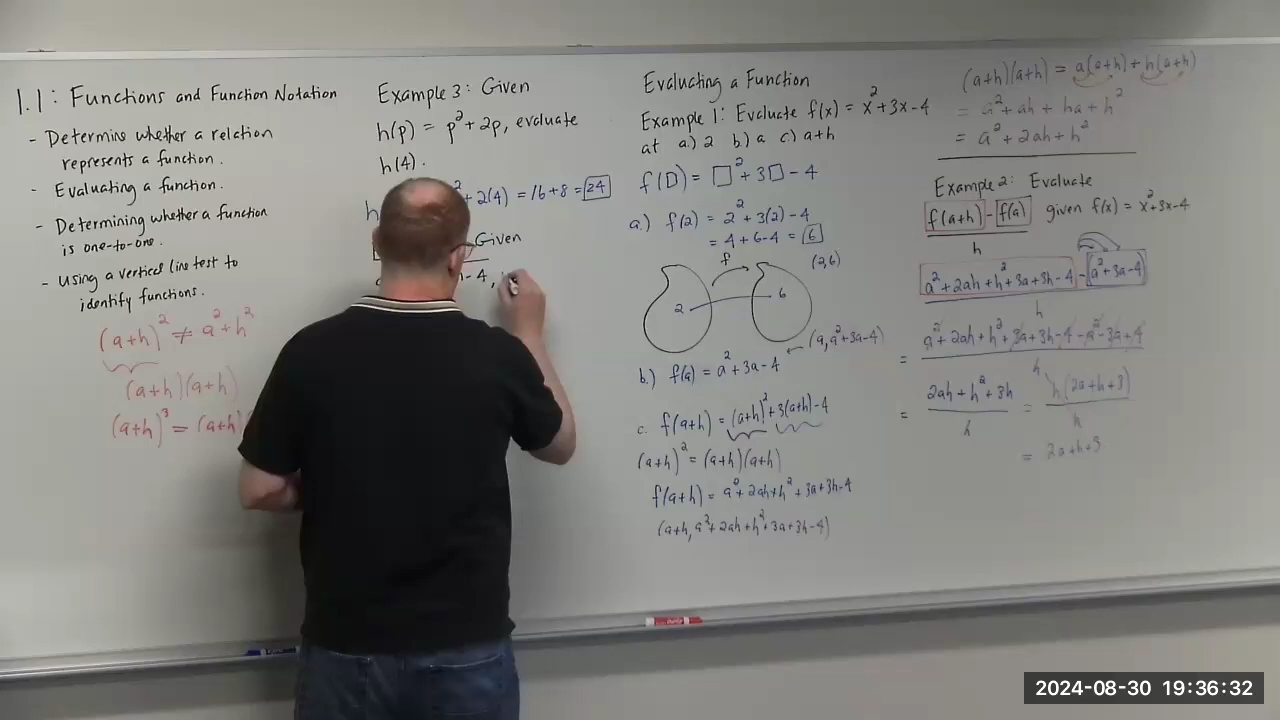 1.1: Functions and Function Notation
- Determine whether a relation
represents a function.
- Evaluating a function.
- Determining whether a function
is one-to-one.
- Using a vertical line test to
identify functions.
(a+h)² ≠ a²+h²
(a+h)(a+h)
(a+h)³ = (a+h)
Example 3: Given
h(p) = p²+2p, evaluate
h(4).
h
² + 2(4) = 16+8 = 24
Given
-4,
Evaluating a Function
Example 1: Evaluate f(x) = x²+3x-4
at a.) 2 b.) a c.) a+h
f(□) = □² + 3□ - 4
a.) f(2) = 2² + 3(2) - 4
= 4 + 6 - 4 = 6
f
(2,6)
2
6
(a, a²+3a-4)
b.) f(a) = a² + 3a - 4
c. f(a+h) = (a+h)² + 3(a+h) - 4
(a+h)² = (a+h)(a+h)
f(a+h) = a² + 2ah + h² + 3a + 3h - 4
(a+h, a² + 2ah + h² + 3a + 3h - 4)
(a+h)(a+h) = a(a+h) + h(a+h)
= a² + ah + ha + h²
= a² + 2ah + h²
Example 2: Evaluate
f(a+h) - f(a) given f(x) = x²+3x-4
h
a² + 2ah + h² + 3a + 3h - 4 - (a² + 3a - 4)
h
= a² + 2ah + h² + 3a + 3h - 4 - a² - 3a + 4
h
= 2ah + h² + 3h = h(2a+h+3)
h h
= 2a+h+3
2024-08-30 19:36:32